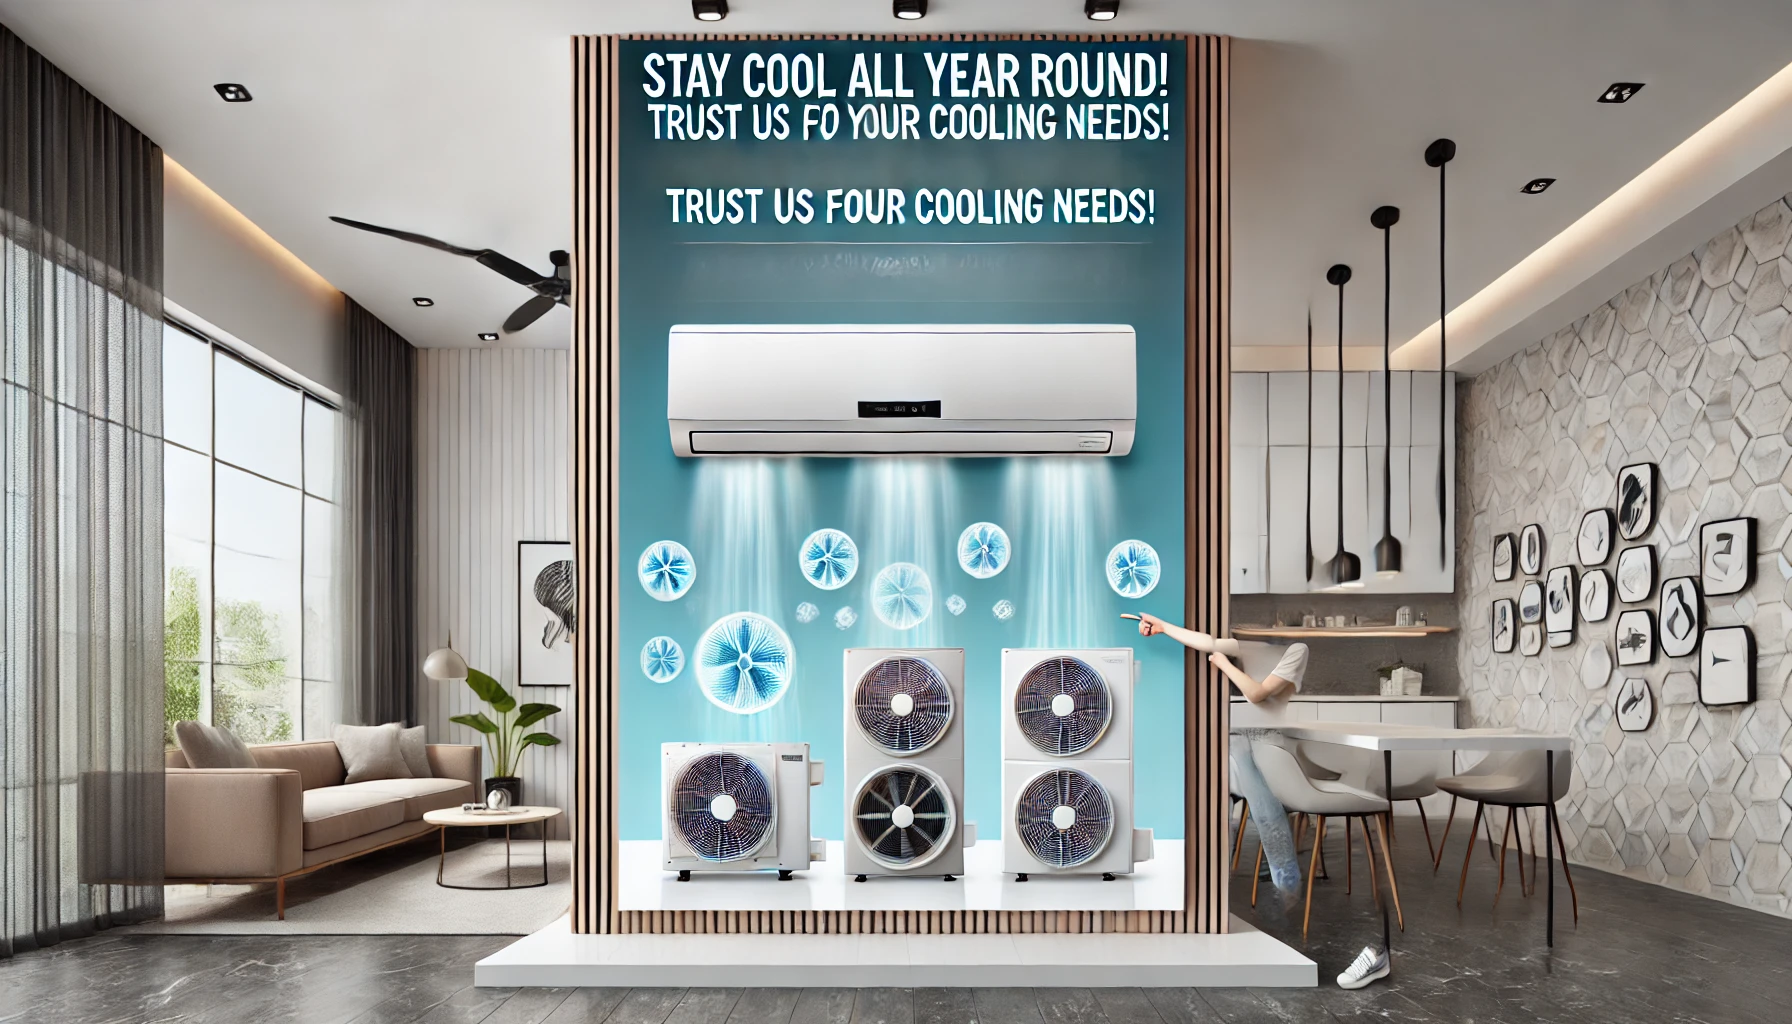 STAY COOL ALL YEAR ROUND!
TRUST US FO YOUR COOLING NEEDS!
TRUST US FOUR COOLING NEEDS!